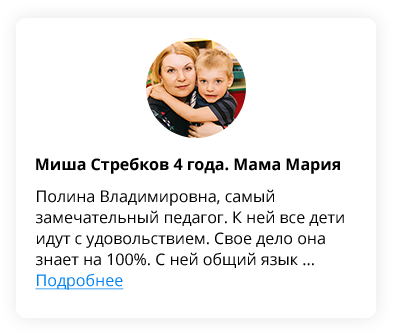 Миша Стребков 4 года. Мама Мария
Полина Владимировна, самый
замечательный педагог. К ней все дети
идут с удовольствием. Свое дело она
знает на 100%. С ней общий язык ...
Подробнее